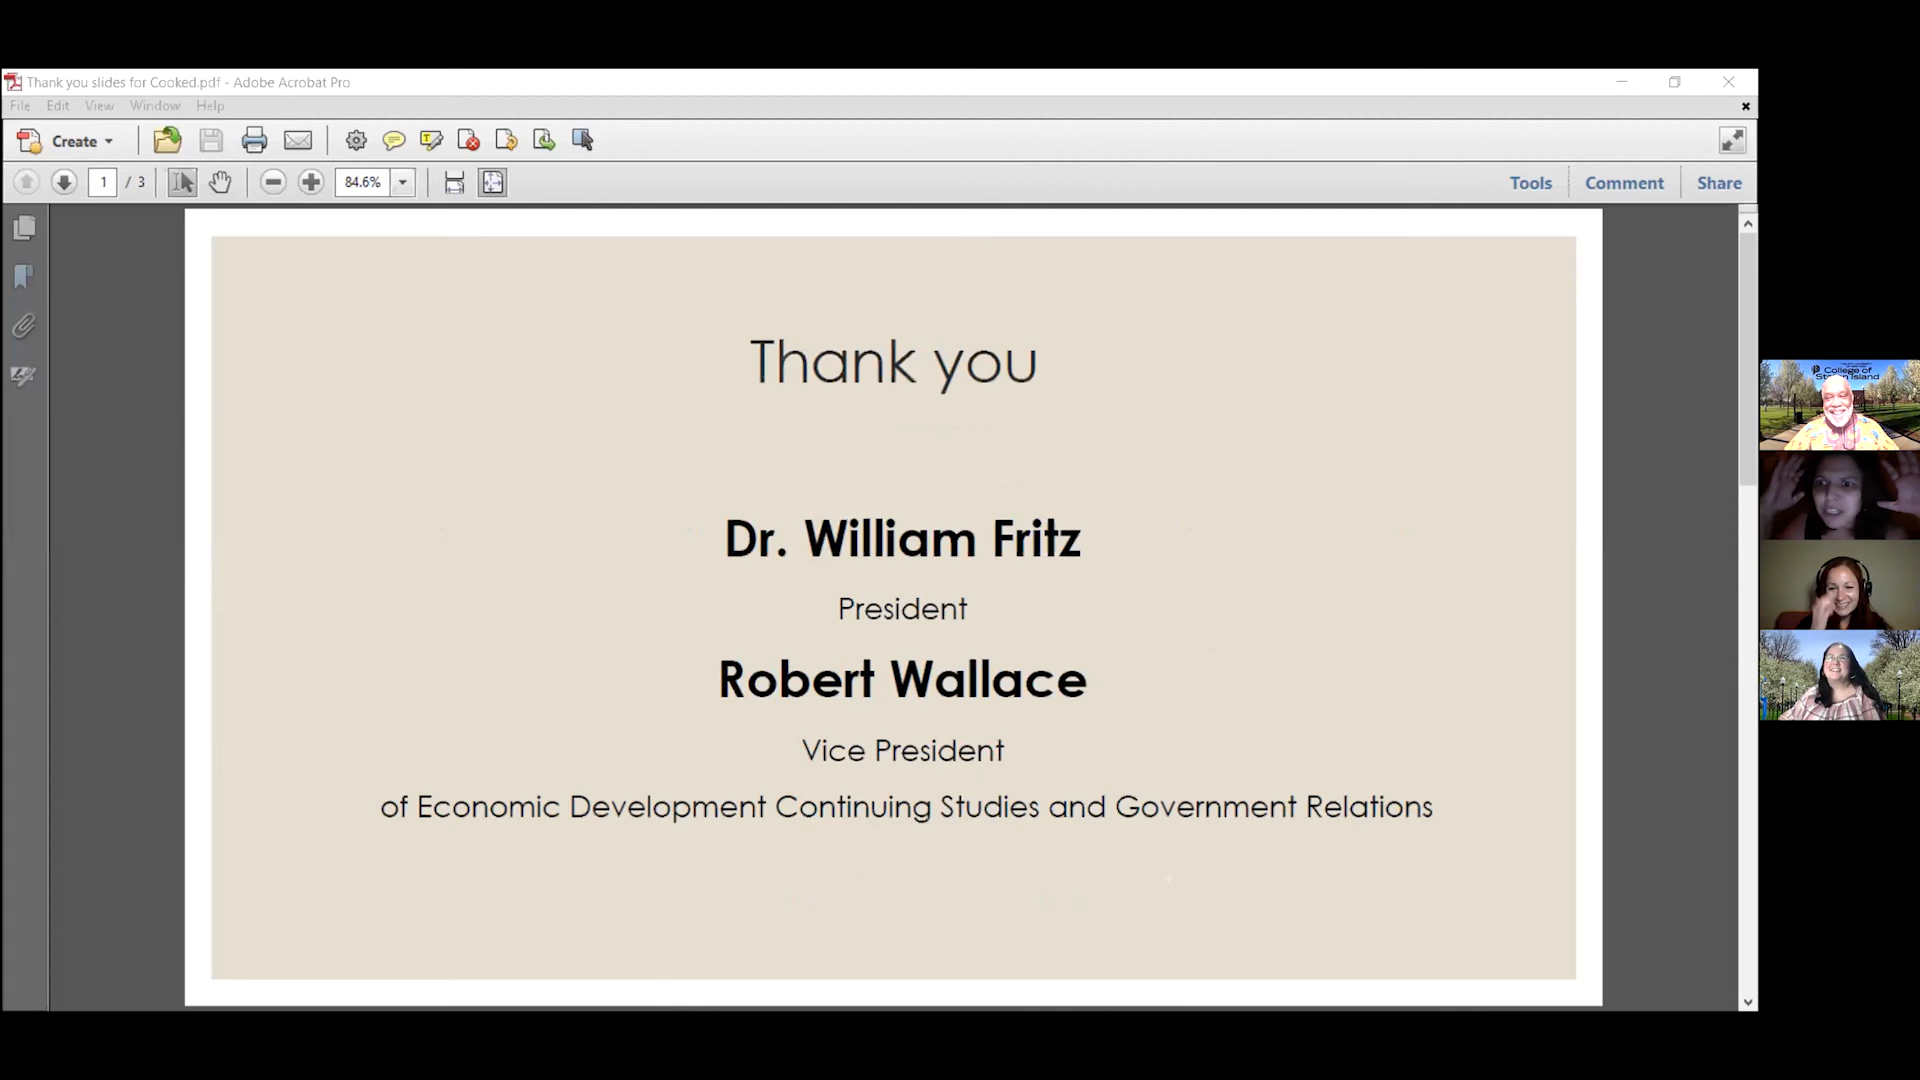 Thank you slides for Cooked.pdf - Adobe Acrobat Pro
File Edit View Window Help
Create
1 / 3
84.6%
Tools Comment Share
Thank you
Dr. William Fritz
President
Robert Wallace
Vice President
of Economic Development Continuing Studies and Government Relations
College of
Staten Island